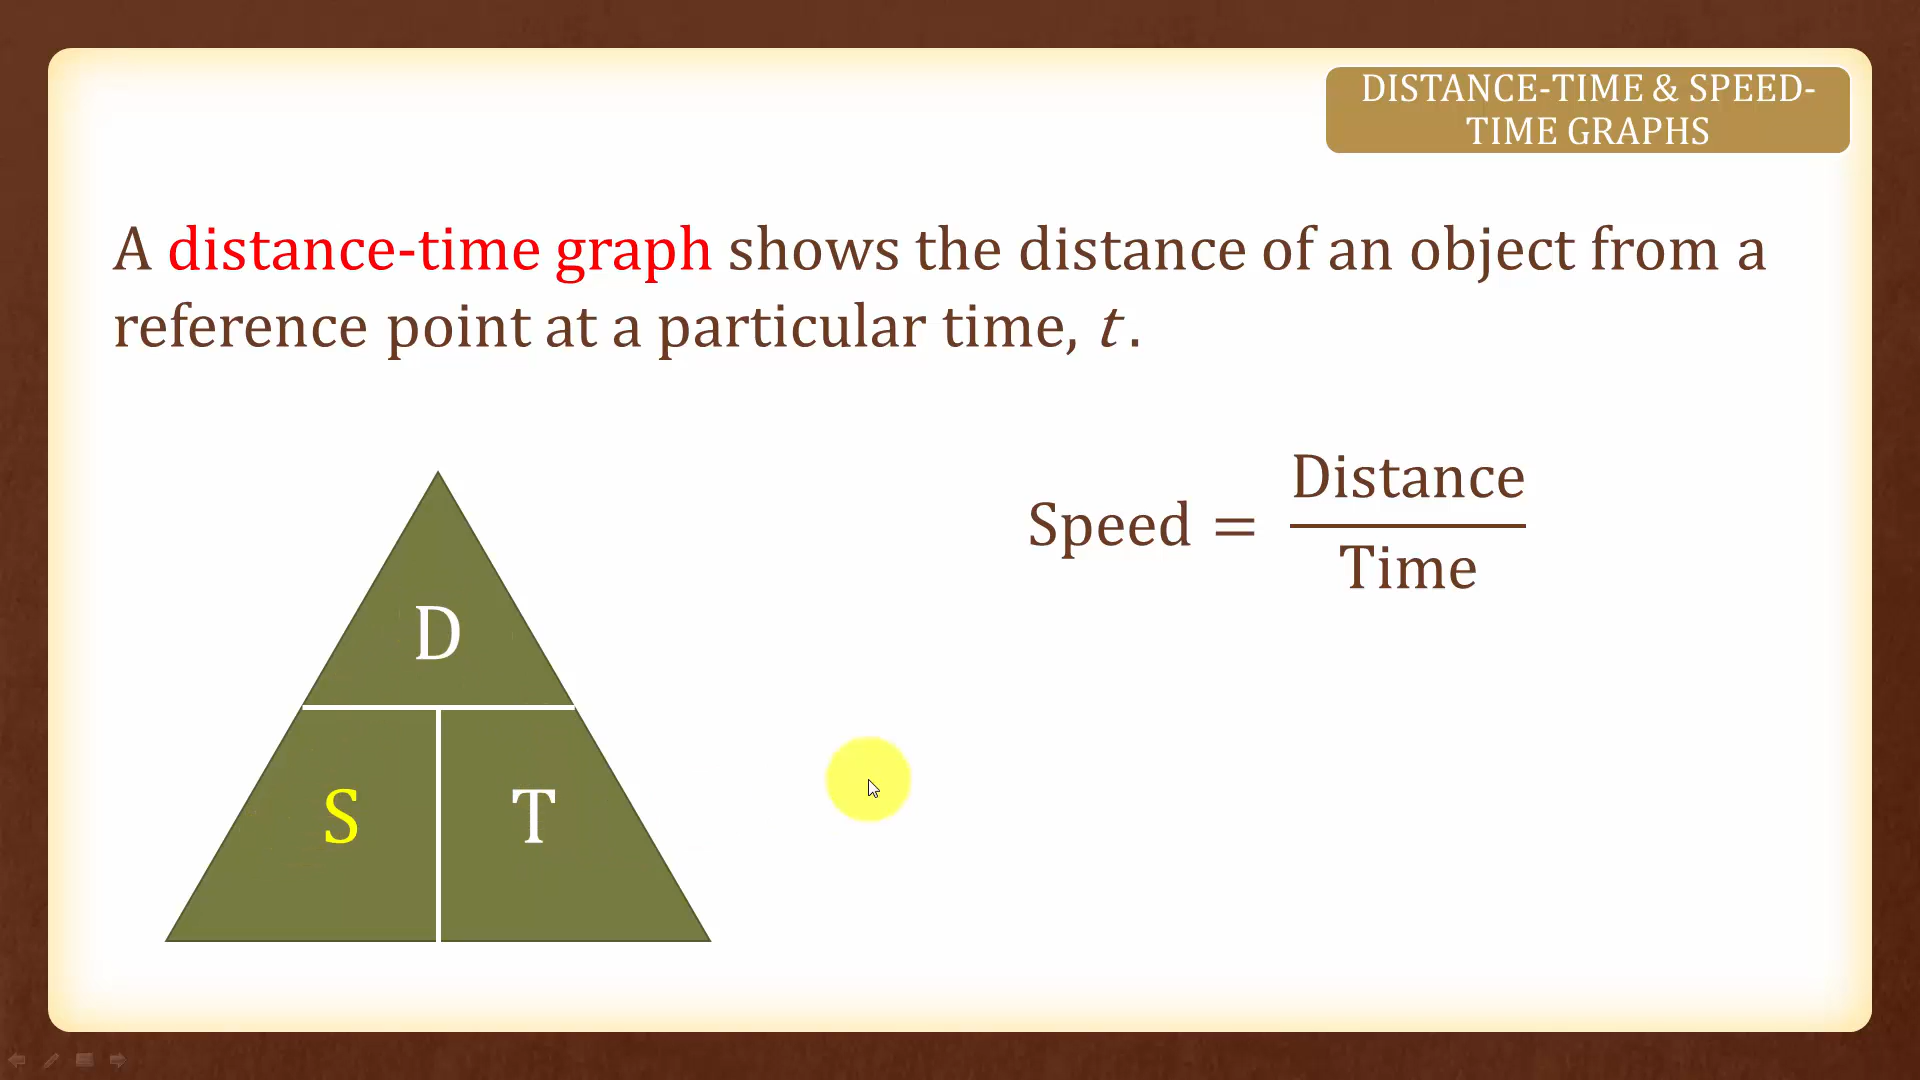 DISTANCE-TIME & SPEED-
TIME GRAPHS
A distance-time graph shows the distance of an object from a
reference point at a particular time, t.
D
S T
Speed = Distance
Time